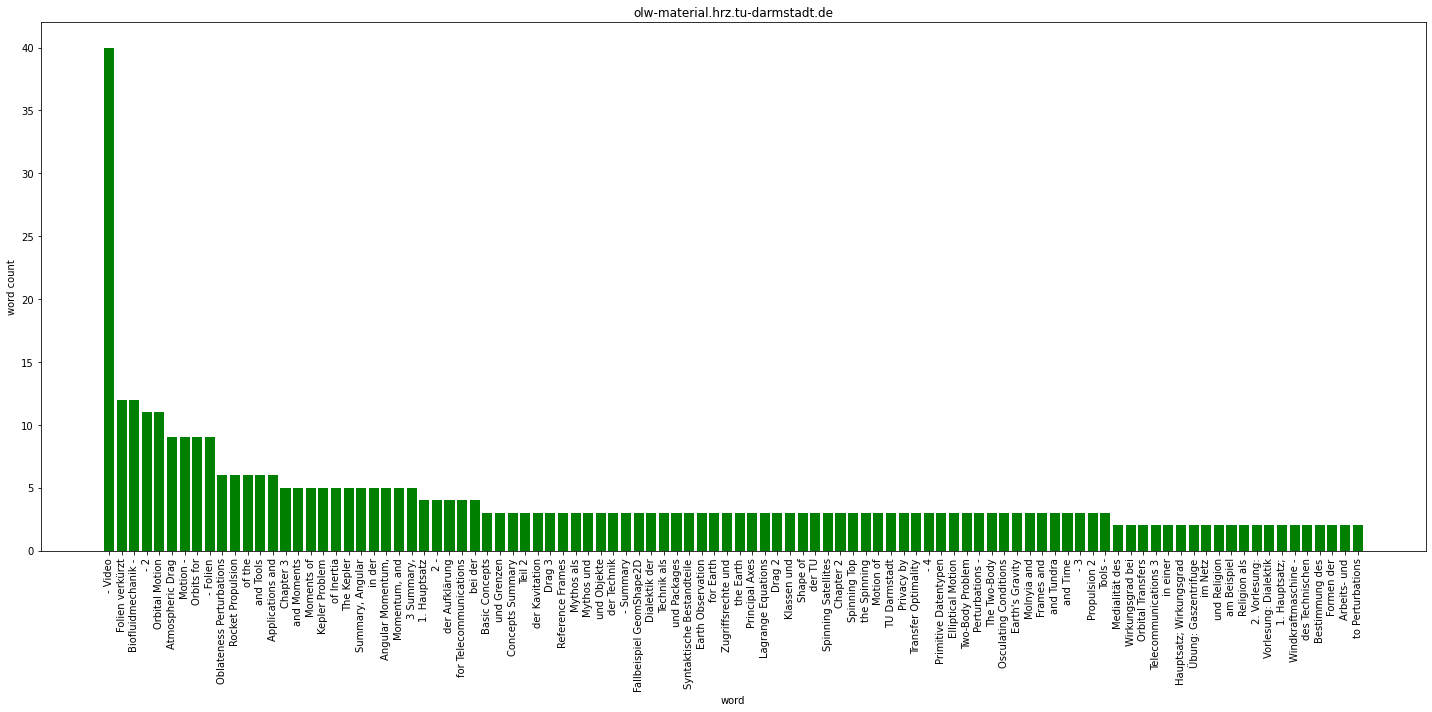 olw-material.hrz.tu-darmstadt.de
word count
40
35
30
25
20
15
10
5
0
- Video
Folien verkürzt
Biofluidmechanik -
- 2
Orbital Motion
Atmospheric Drag
Motion -
Orbits for
- Folien
Oblateness Perturbations
Rocket Propulsion
of the
and Tools
Applications and
Chapter 3
and Moments
Moments of
Kepler Problem
of Inertia
The Kepler
Summary, Angular
in der
Angular Momentum,
Momentum, and
3 Summary,
1. Hauptsatz
2 -
der Aufklärung
for Telecommunications
bei der
Basic Concepts
und Grenzen
Concepts Summary
Teil 2
der Kavitation
Drag 3
Reference Frames
Mythos als
Mythos und
und Objekte
der Technik
- Summary
Fallbeispiel GeomShape2D
Dialektik der
Technik als
und Packages
Syntaktische Bestandteile
Earth Observation
for Earth
Zugriffsrechte und
the Earth
Principal Axes
Lagrange Equations
Drag 2
Klassen und
Shape of
der TU
Spinning Satellites
Chapter 2
Spinning Top
the Spinning
Motion of
TU Darmstadt
Privacy by
Transfer Optimality
- 4
Primitive Datentypen
Elliptical Motion
Two-Body Problem
Perturbations -
The Two-Body
Osculating Conditions
Earth's Gravity
Molnyia and
Frames and
and Tundra
and Time
- 3
Propulsion 2
Tools -
Medialität des
Wirkungsgrad bei
Orbital Transfers
Telecommunications 3
in einer
Hauptsatz; Wirkungsgrad
Übung: Gaszentrifuge
im Netz
und Religion
am Beispiel
Religion als
2. Vorlesung:
Vorlesung: Dialektik
1. Hauptsatz;
Windkraftmaschine -
des Technischen
Bestimmung des
Formen der
Arbeits- und
to Perturbations
word